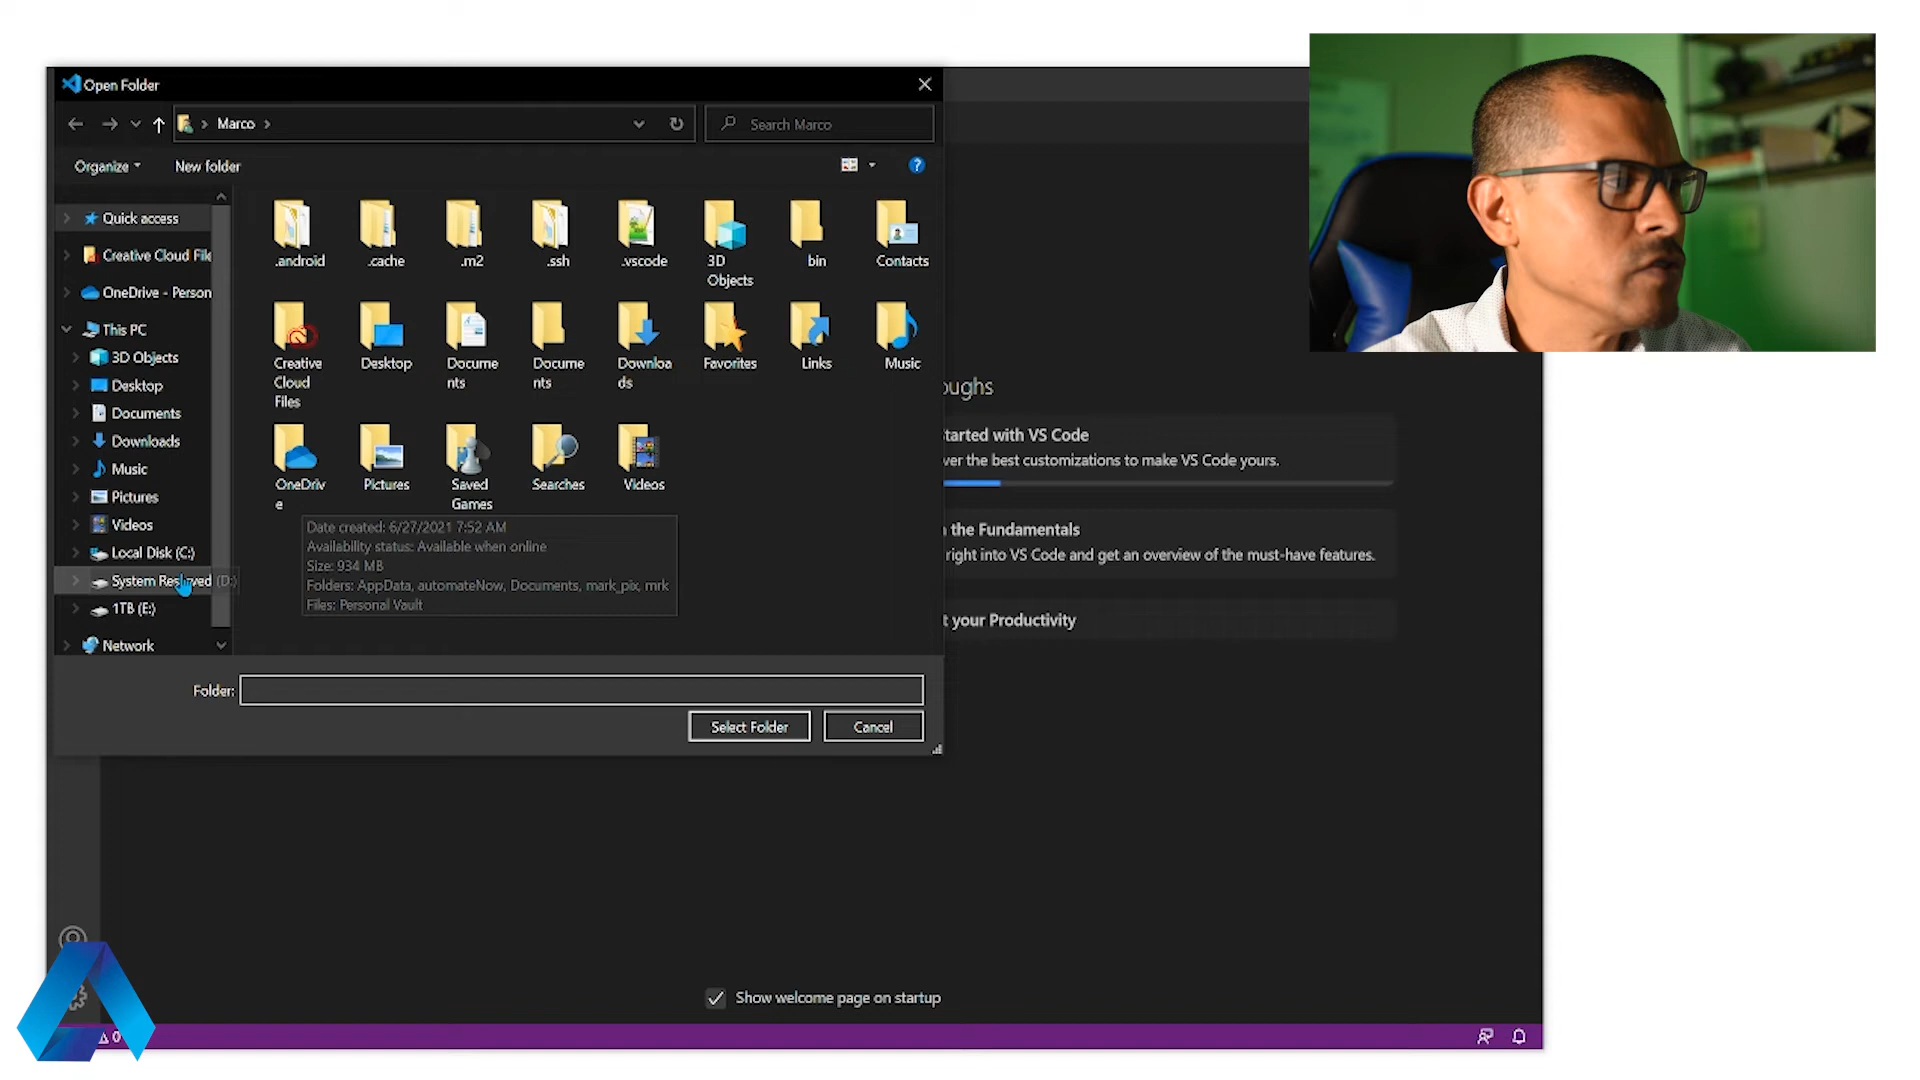 Open Folder
Marco
Search Marco
Organize
New folder
Quick access
Creative Cloud File
OneDrive - Person
This PC
3D Objects
Desktop
Documents
Downloads
Music
Pictures
Videos
Local Disk (C:)
System Reserved (D:)
1TB (E:)
Network
.android
.cache
.m2
.ssh
.vscode
3D
Objects
bin
Contacts
Creative
Cloud
Files
Desktop
Docume
nts
Docume
nts
Downloa
ds
Favorites
Links
Music
OneDriv
e
Pictures
Saved
Games
Searches
Videos
Date created: 6/27/2021 7:52 AM
Availability status: Available when online
Size: 934 MB
Folders: AppData, automateNow, Documents, mark_pix, mrk
Files: Personal Vault
Folder:
Select Folder
Cancel
oughs
tarted with VS Code
ver the best customizations to make VS Code yours.
n the Fundamentals
right into VS Code and get an overview of the must-have features.
t your Productivity
Show welcome page on startup
0